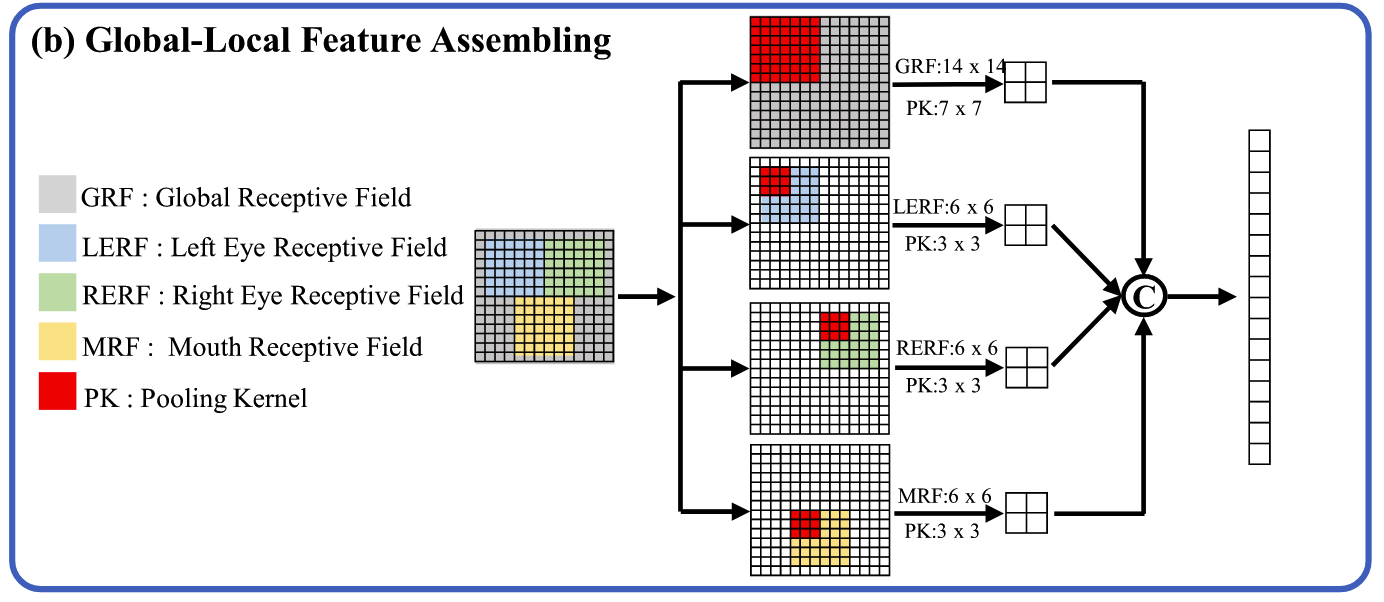 (b) Global-Local Feature Assembling
GRF : Global Receptive Field
LERF : Left Eye Receptive Field
RERF : Right Eye Receptive Field
MRF : Mouth Receptive Field
PK : Pooling Kernel
GRF:14 x 14
PK:7 x 7
LERF:6 x 6
PK:3 x 3
RERF:6 x 6
PK:3 x 3
MRF:6 x 6
PK:3 x 3
C